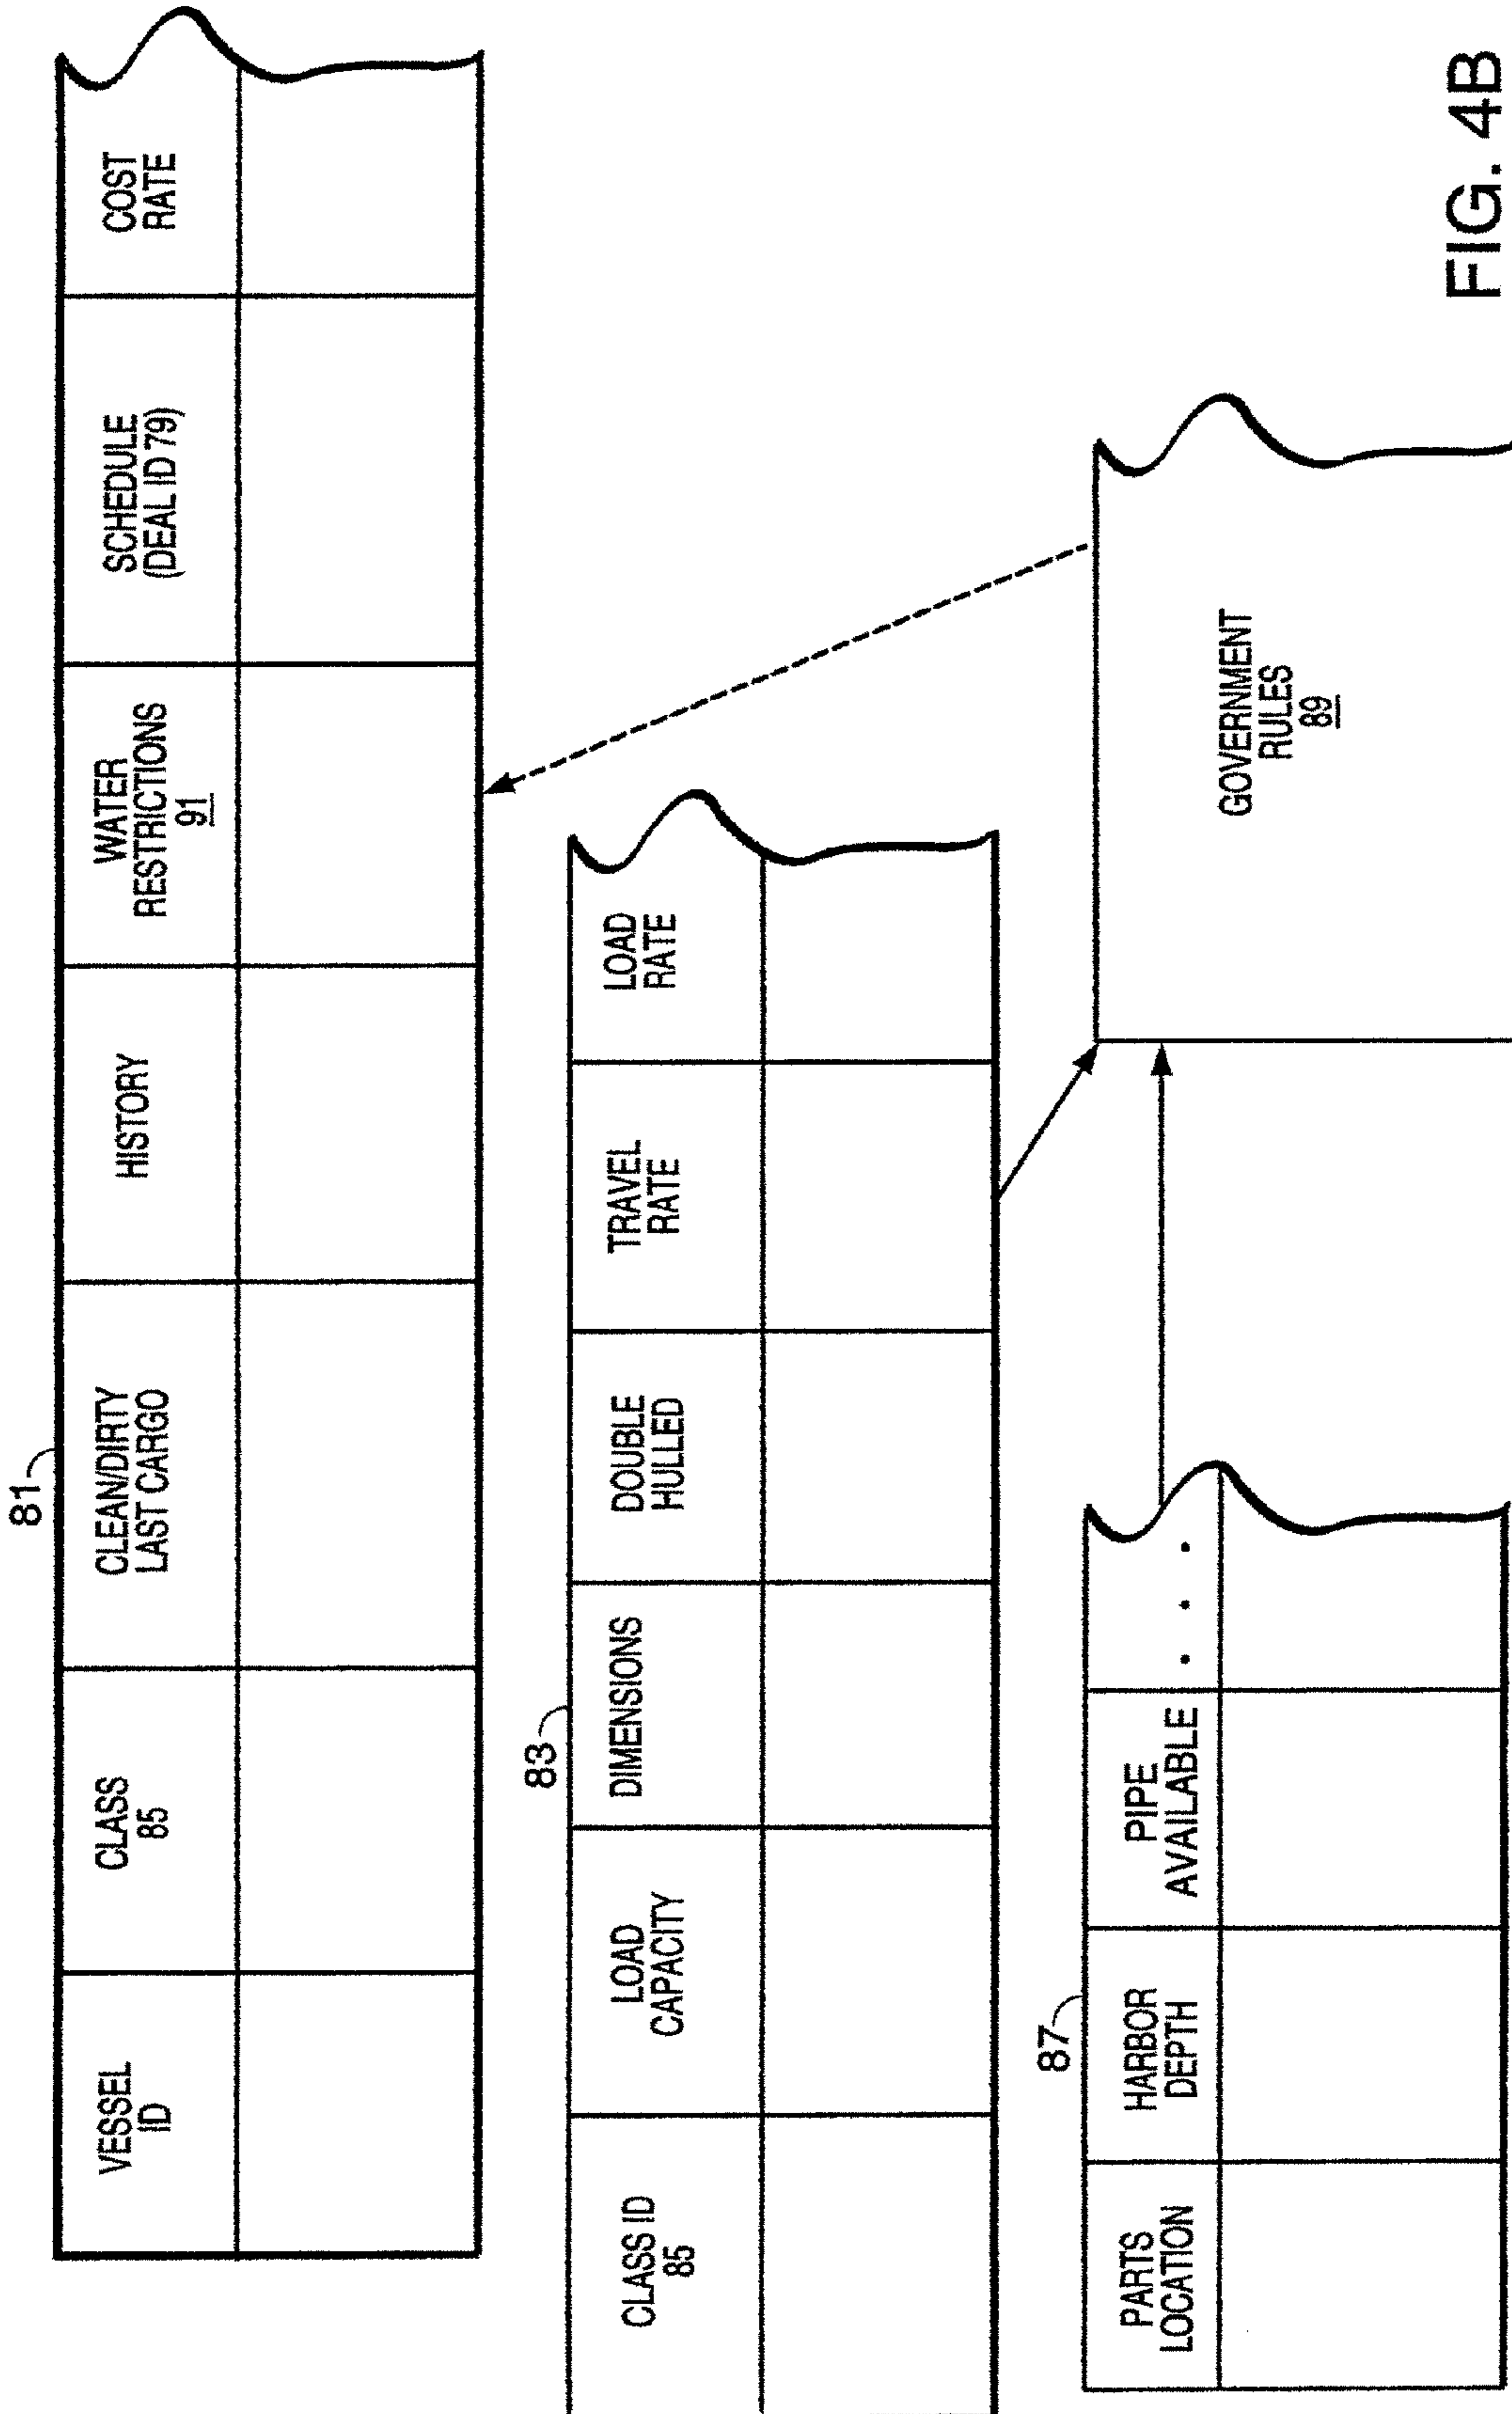 81
VESSEL
ID
CLASS
85
CLEAN/DIRTY
LAST CARGO
HISTORY
WATER
RESTRICTIONS
91
SCHEDULE
(DEAL ID 79)
COST
RATE
83
CLASS ID
85
LOAD
CAPACITY
DIMENSIONS
DOUBLE
HULLED
TRAVEL
RATE
LOAD
RATE
87
PARTS
LOCATION
HARBOR
DEPTH
PIPE
AVAILABLE
. . .
GOVERNMENT
RULES
89
FIG. 4B